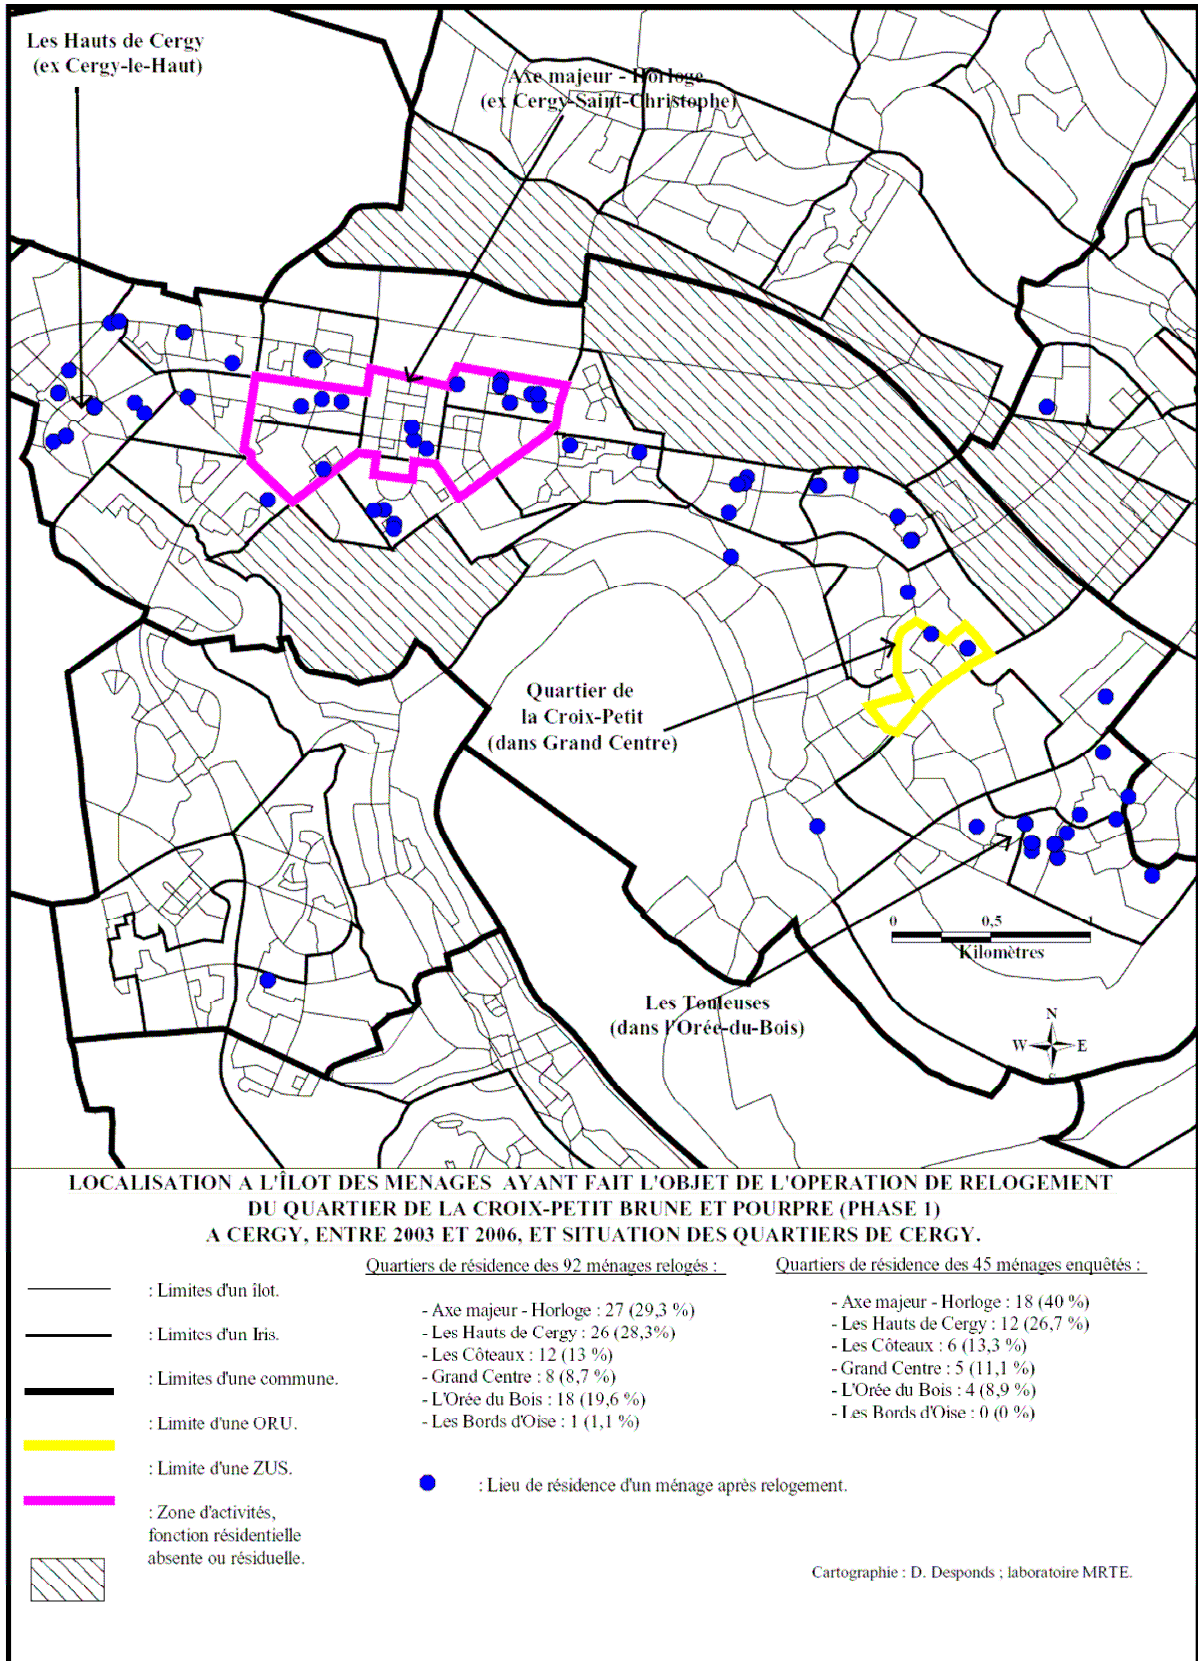 Les Hauts de Cergy
(ex Cergy-le-Haut)
Axe majeur - Horloge
(ex Cergy-Saint-Christophe)
Quartier de
la Croix-Petit
(dans Grand Centre)
0 0,5 1
Kilomètres
Les Touleuses
(dans l'Orée-du-Bois)
N
W E
S
LOCALISATION A L'ÎLOT DES MENAGES AYANT FAIT L'OBJET DE L'OPERATION DE RELOGEMENT
DU QUARTIER DE LA CROIX-PETIT BRUNE ET POURPRE (PHASE 1)
A CERGY, ENTRE 2003 ET 2006, ET SITUATION DES QUARTIERS DE CERGY.
: Limites d'un îlot.
: Limites d'un Iris.
: Limites d'une commune.
: Limite d'une ORU.
: Limite d'une ZUS.
: Zone d'activités,
fonction résidentielle
absente ou résiduelle.
Quartiers de résidence des 92 ménages relogés :
- Axe majeur - Horloge : 27 (29,3 %)
- Les Hauts de Cergy : 26 (28,3%)
- Les Côteaux : 12 (13 %)
- Grand Centre : 8 (8,7 %)
- L'Orée du Bois : 18 (19,6 %)
- Les Bords d'Oise : 1 (1,1 %)
Quartiers de résidence des 45 ménages enquêtés :
- Axe majeur - Horloge : 18 (40 %)
- Les Hauts de Cergy : 12 (26,7 %)
- Les Côteaux : 6 (13,3 %)
- Grand Centre : 5 (11,1 %)
- L'Orée du Bois : 4 (8,9 %)
- Les Bords d'Oise : 0 (0 %)
: Lieu de résidence d'un ménage après relogement.
Cartographie : D. Desponds ; laboratoire MRTE.